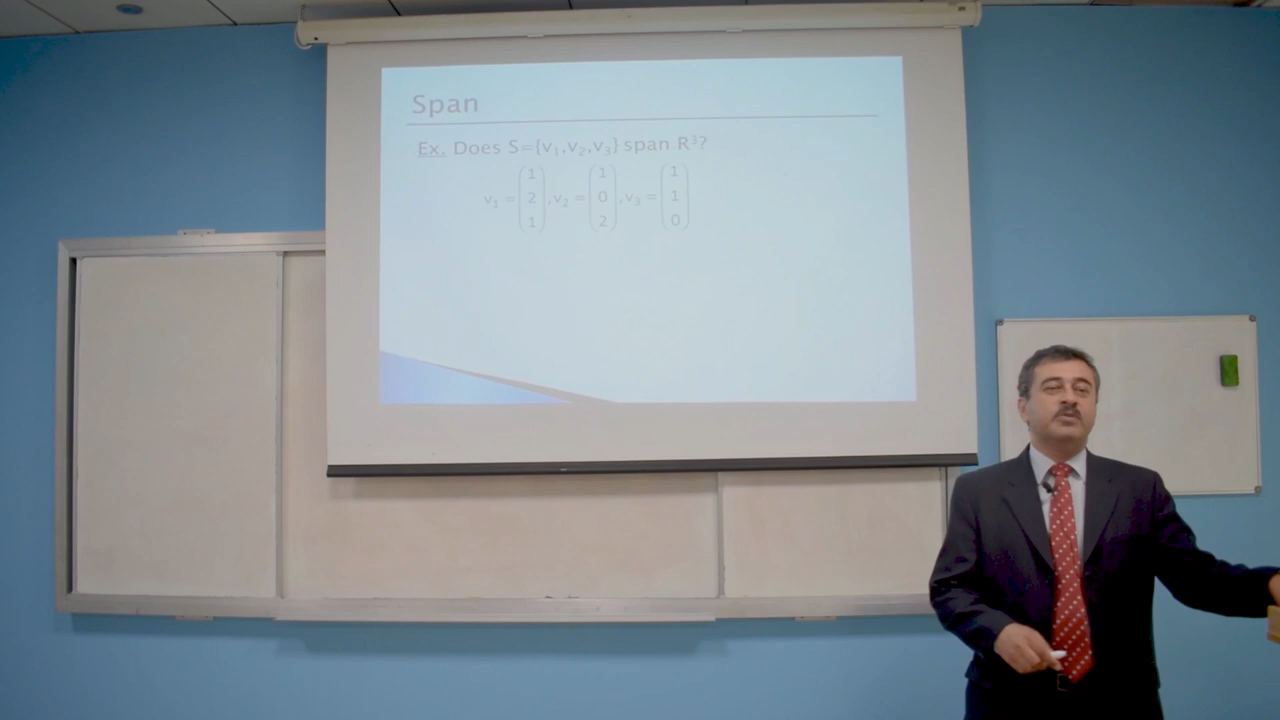 Span
Ex. Does S={v₁,v₂,v₃} span R³?
v₁ = (1 2 1), v₂ = (1 0 2), v₃ = (1 1 0)